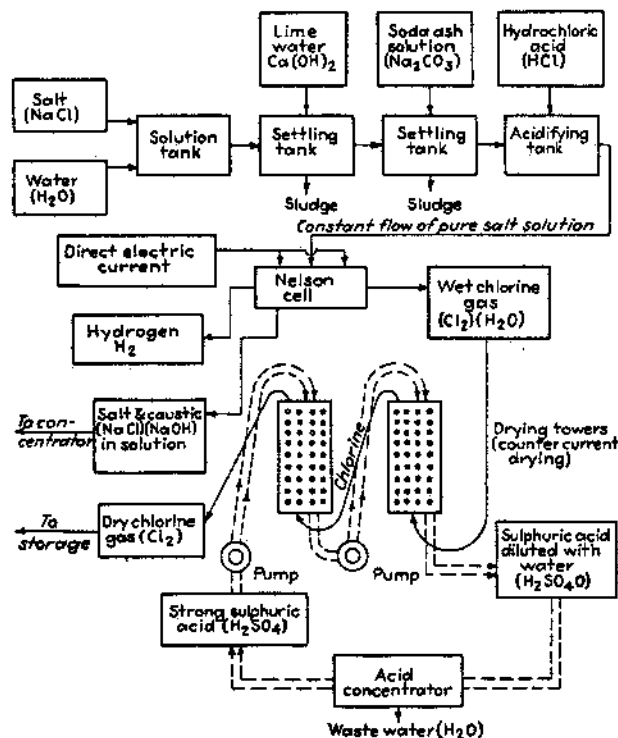 Lime
water
Ca(OH)2
Soda ash
solution
(Na2CO3)
Hydrochloric
acid
(HCl)
Salt
(NaCl)
Solution
tank
Settling
tank
Settling
tank
Acidifying
tank
Water
(H2O)
Sludge
Sludge
Constant flow of pure salt solution
Direct electric
current
Nelson
cell
Wet chlorine
gas
(Cl2)(H2O)
Hydrogen
H2
To con-
centrator
Salt & caustic
(NaCl)(NaOH)
in solution
Chlorine
Drying towers
(counter current
drying)
To
storage
Dry chlorine
gas (Cl2)
Pump
Pump
Sulphuric acid
diluted with
water
(H2SO4O)
Strong sulphuric
acid (H2SO4)
Acid
concentrator
Waste water (H2O)